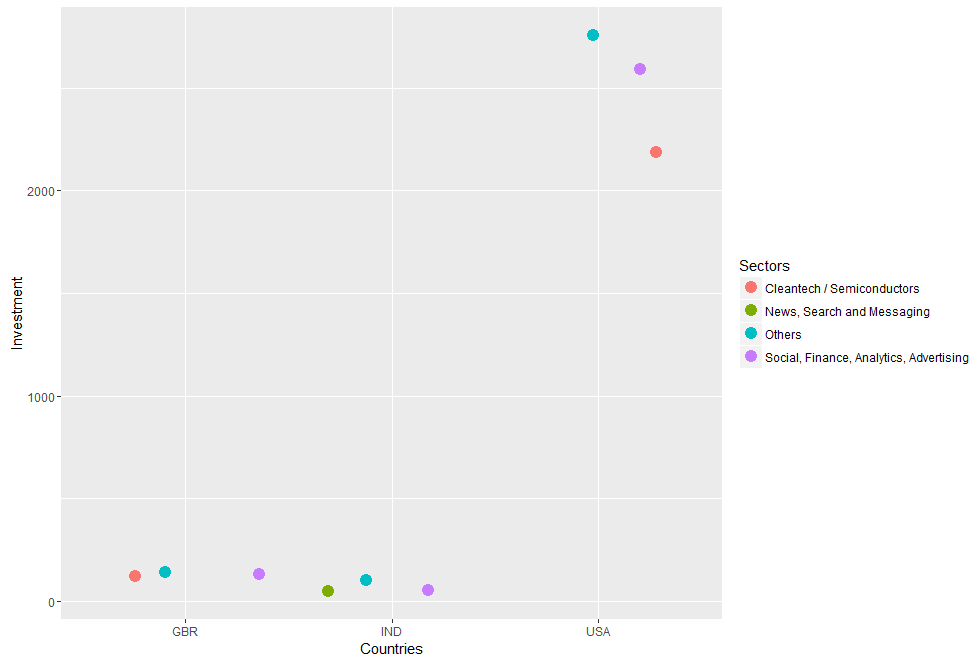 2000
1000
0
Investment
GBR IND USA
Countries
Sectors
Cleantech / Semiconductors
News, Search and Messaging
Others
Social, Finance, Analytics, Advertising